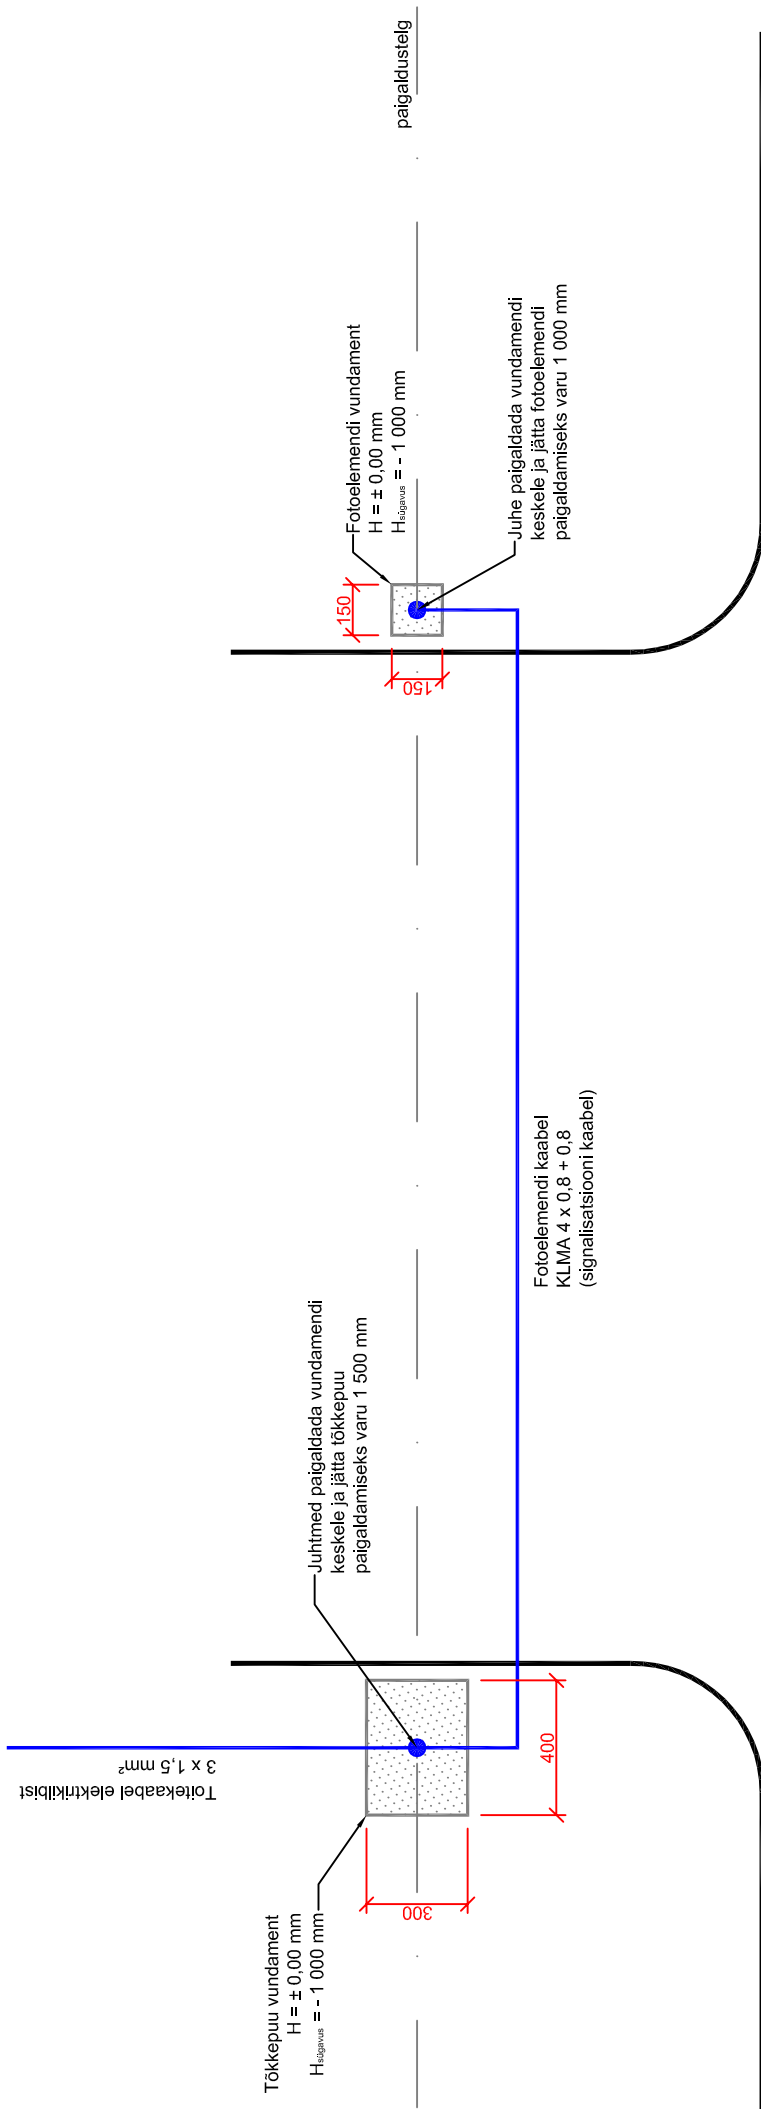 Tõkkepuu vundament
H = ± 0,00 mm
Hsügavus = - 1 000 mm
300
400
Toitekaabel elektrikilbist
3 x 1,5 mm²
Juhtmed paigaldada vundamendi
keskele ja jätta tõkkepuu
paigaldamiseks varu 1 500 mm
Fotoelemendi kaabel
KLMA 4 x 0,8 + 0,8
(signalisatsiooni kaabel)
150
150
Fotoelemendi vundament
H = ± 0,00 mm
Hsügavus = - 1 000 mm
Juhe paigaldada vundamendi
keskele ja jätta fotoelemendi
paigaldamiseks varu 1 000 mm
paigaldustelg